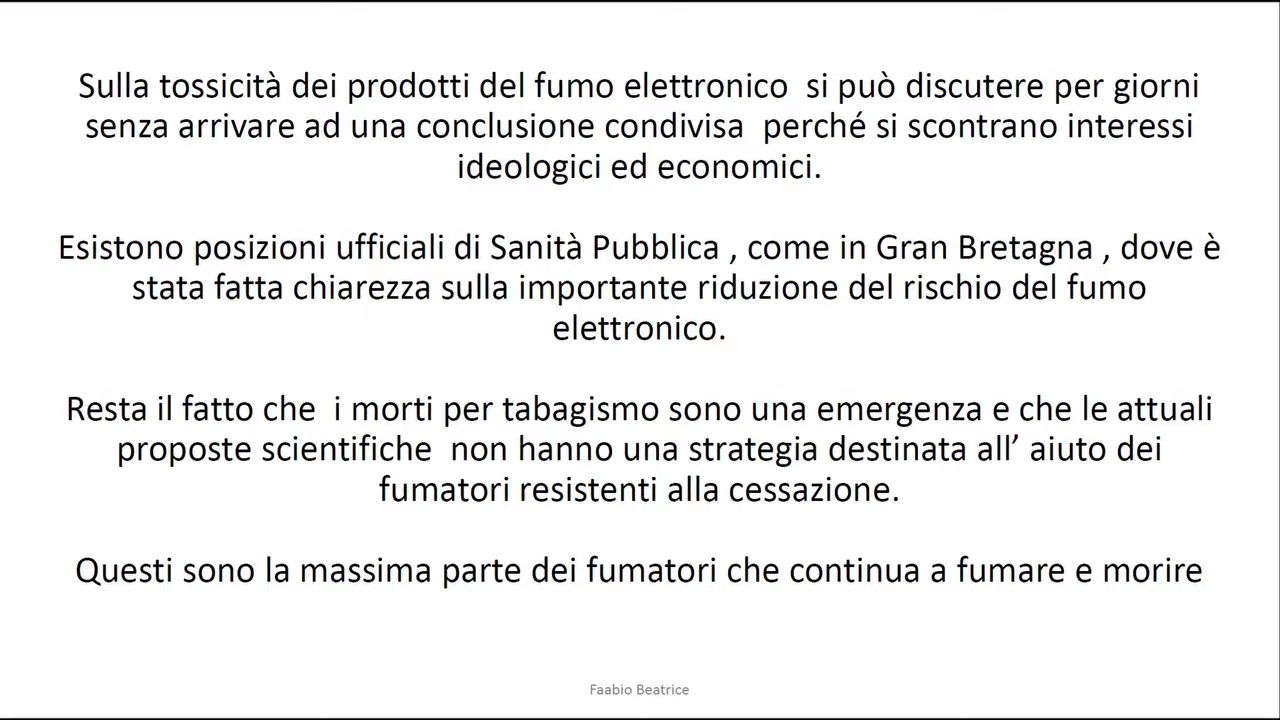 Sulla tossicità dei prodotti del fumo elettronico  si può discutere per giorni
senza arrivare ad una conclusione condivisa  perché si scontrano interessi
ideologici ed economici.
Esistono posizioni ufficiali di Sanità Pubblica , come in Gran Bretagna , dove è
stata fatta chiarezza sulla importante riduzione del rischio del fumo
elettronico.
Resta il fatto che  i morti per tabagismo sono una emergenza e che le attuali
proposte scientifiche  non hanno una strategia destinata all’ aiuto dei
fumatori resistenti alla cessazione.
Questi sono la massima parte dei fumatori che continua a fumare e morire
Faabio Beatrice